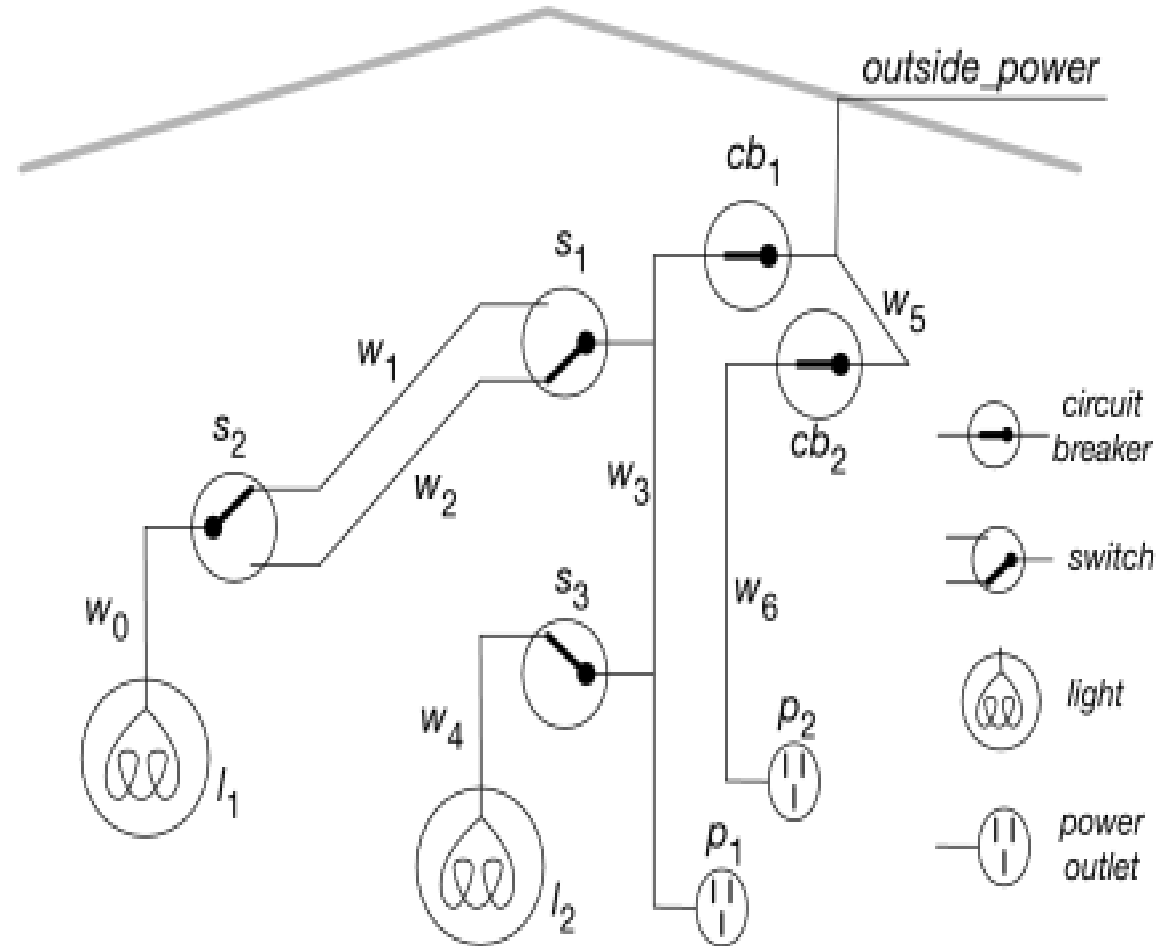 outside_power
cb1
s1
w5
w1
cb2
circuit
breaker
s2
w2
w3
switch
s3
w6
w0
light
p2
w4
l1
power
outlet
p1
l2